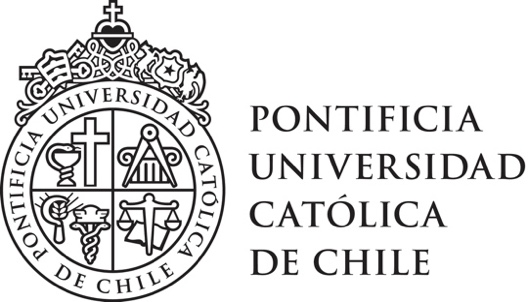 PONTIFICIA UNIVERSIDAD CATÓLICA DE CHILE
PONTIFICIA
UNIVERSIDAD
CATÓLICA
DE CHILE